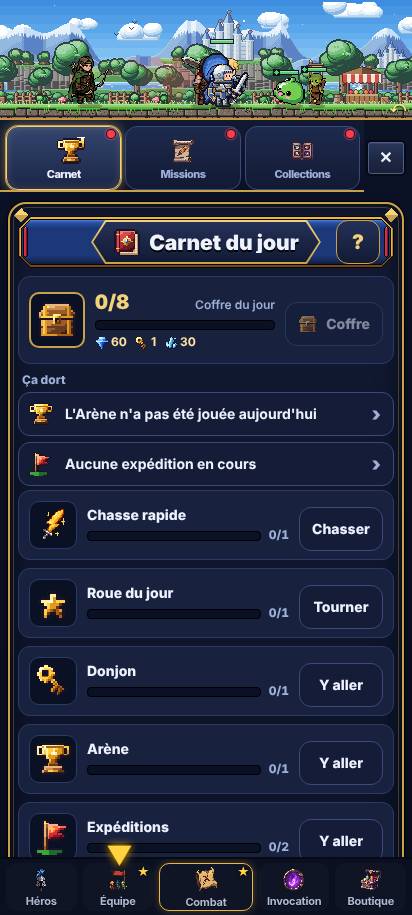 Carnet
Missions
Collections
×
Carnet du jour
?
0/8
Coffre du jour
60 1 30
Coffre
Ça dort
L'Arène n'a pas été jouée aujourd'hui
Aucune expédition en cours
Chasse rapide
0/1
Chasser
Roue du jour
0/1
Tourner
Donjon
0/1
Y aller
Arène
0/1
Y aller
Expéditions
0/2
Y aller
Héros
Équipe
Combat
Invocation
Boutique